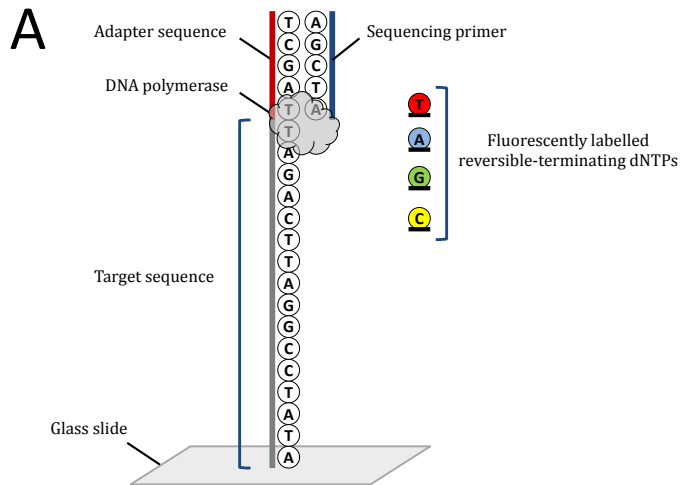 A
Adapter sequence
Sequencing primer
DNA polymerase
T A
C G
G C
A T
T A
T
A
G
A
C
T
T
A
G
G
C
C
T
A
T
A
T
A
G
C
Fluorescently labelled
reversible-terminating dNTPs
Target sequence
Glass slide